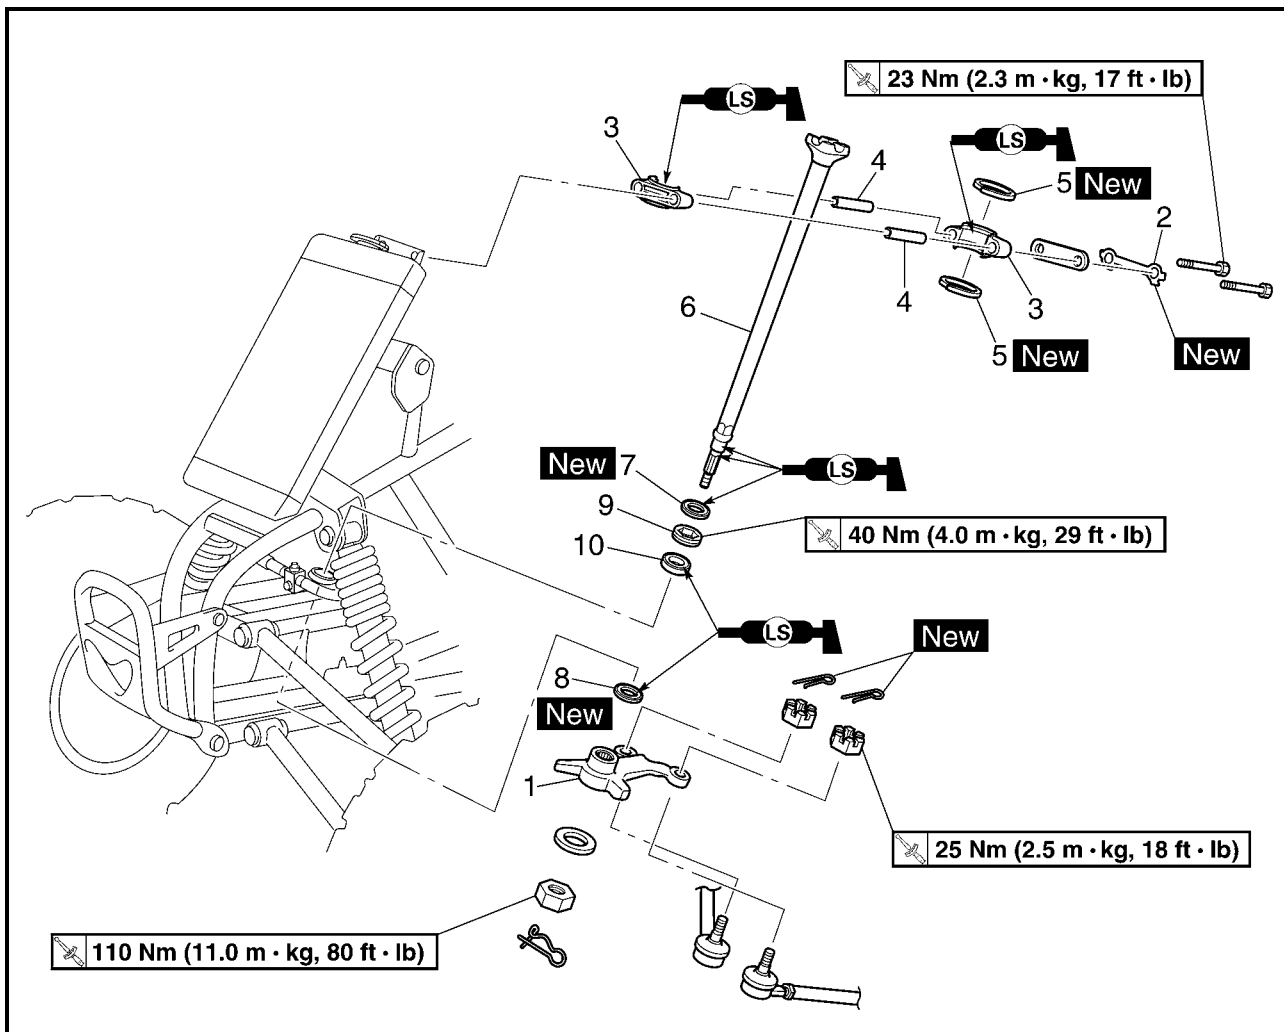 23 Nm (2.3 m · kg, 17 ft · lb)
LS
LS
3
4
5 New
2
4
3
6
5 New
New
New 7
LS
9
40 Nm (4.0 m · kg, 29 ft · lb)
10
LS
New
8
New
1
25 Nm (2.5 m · kg, 18 ft · lb)
110 Nm (11.0 m · kg, 80 ft · lb)